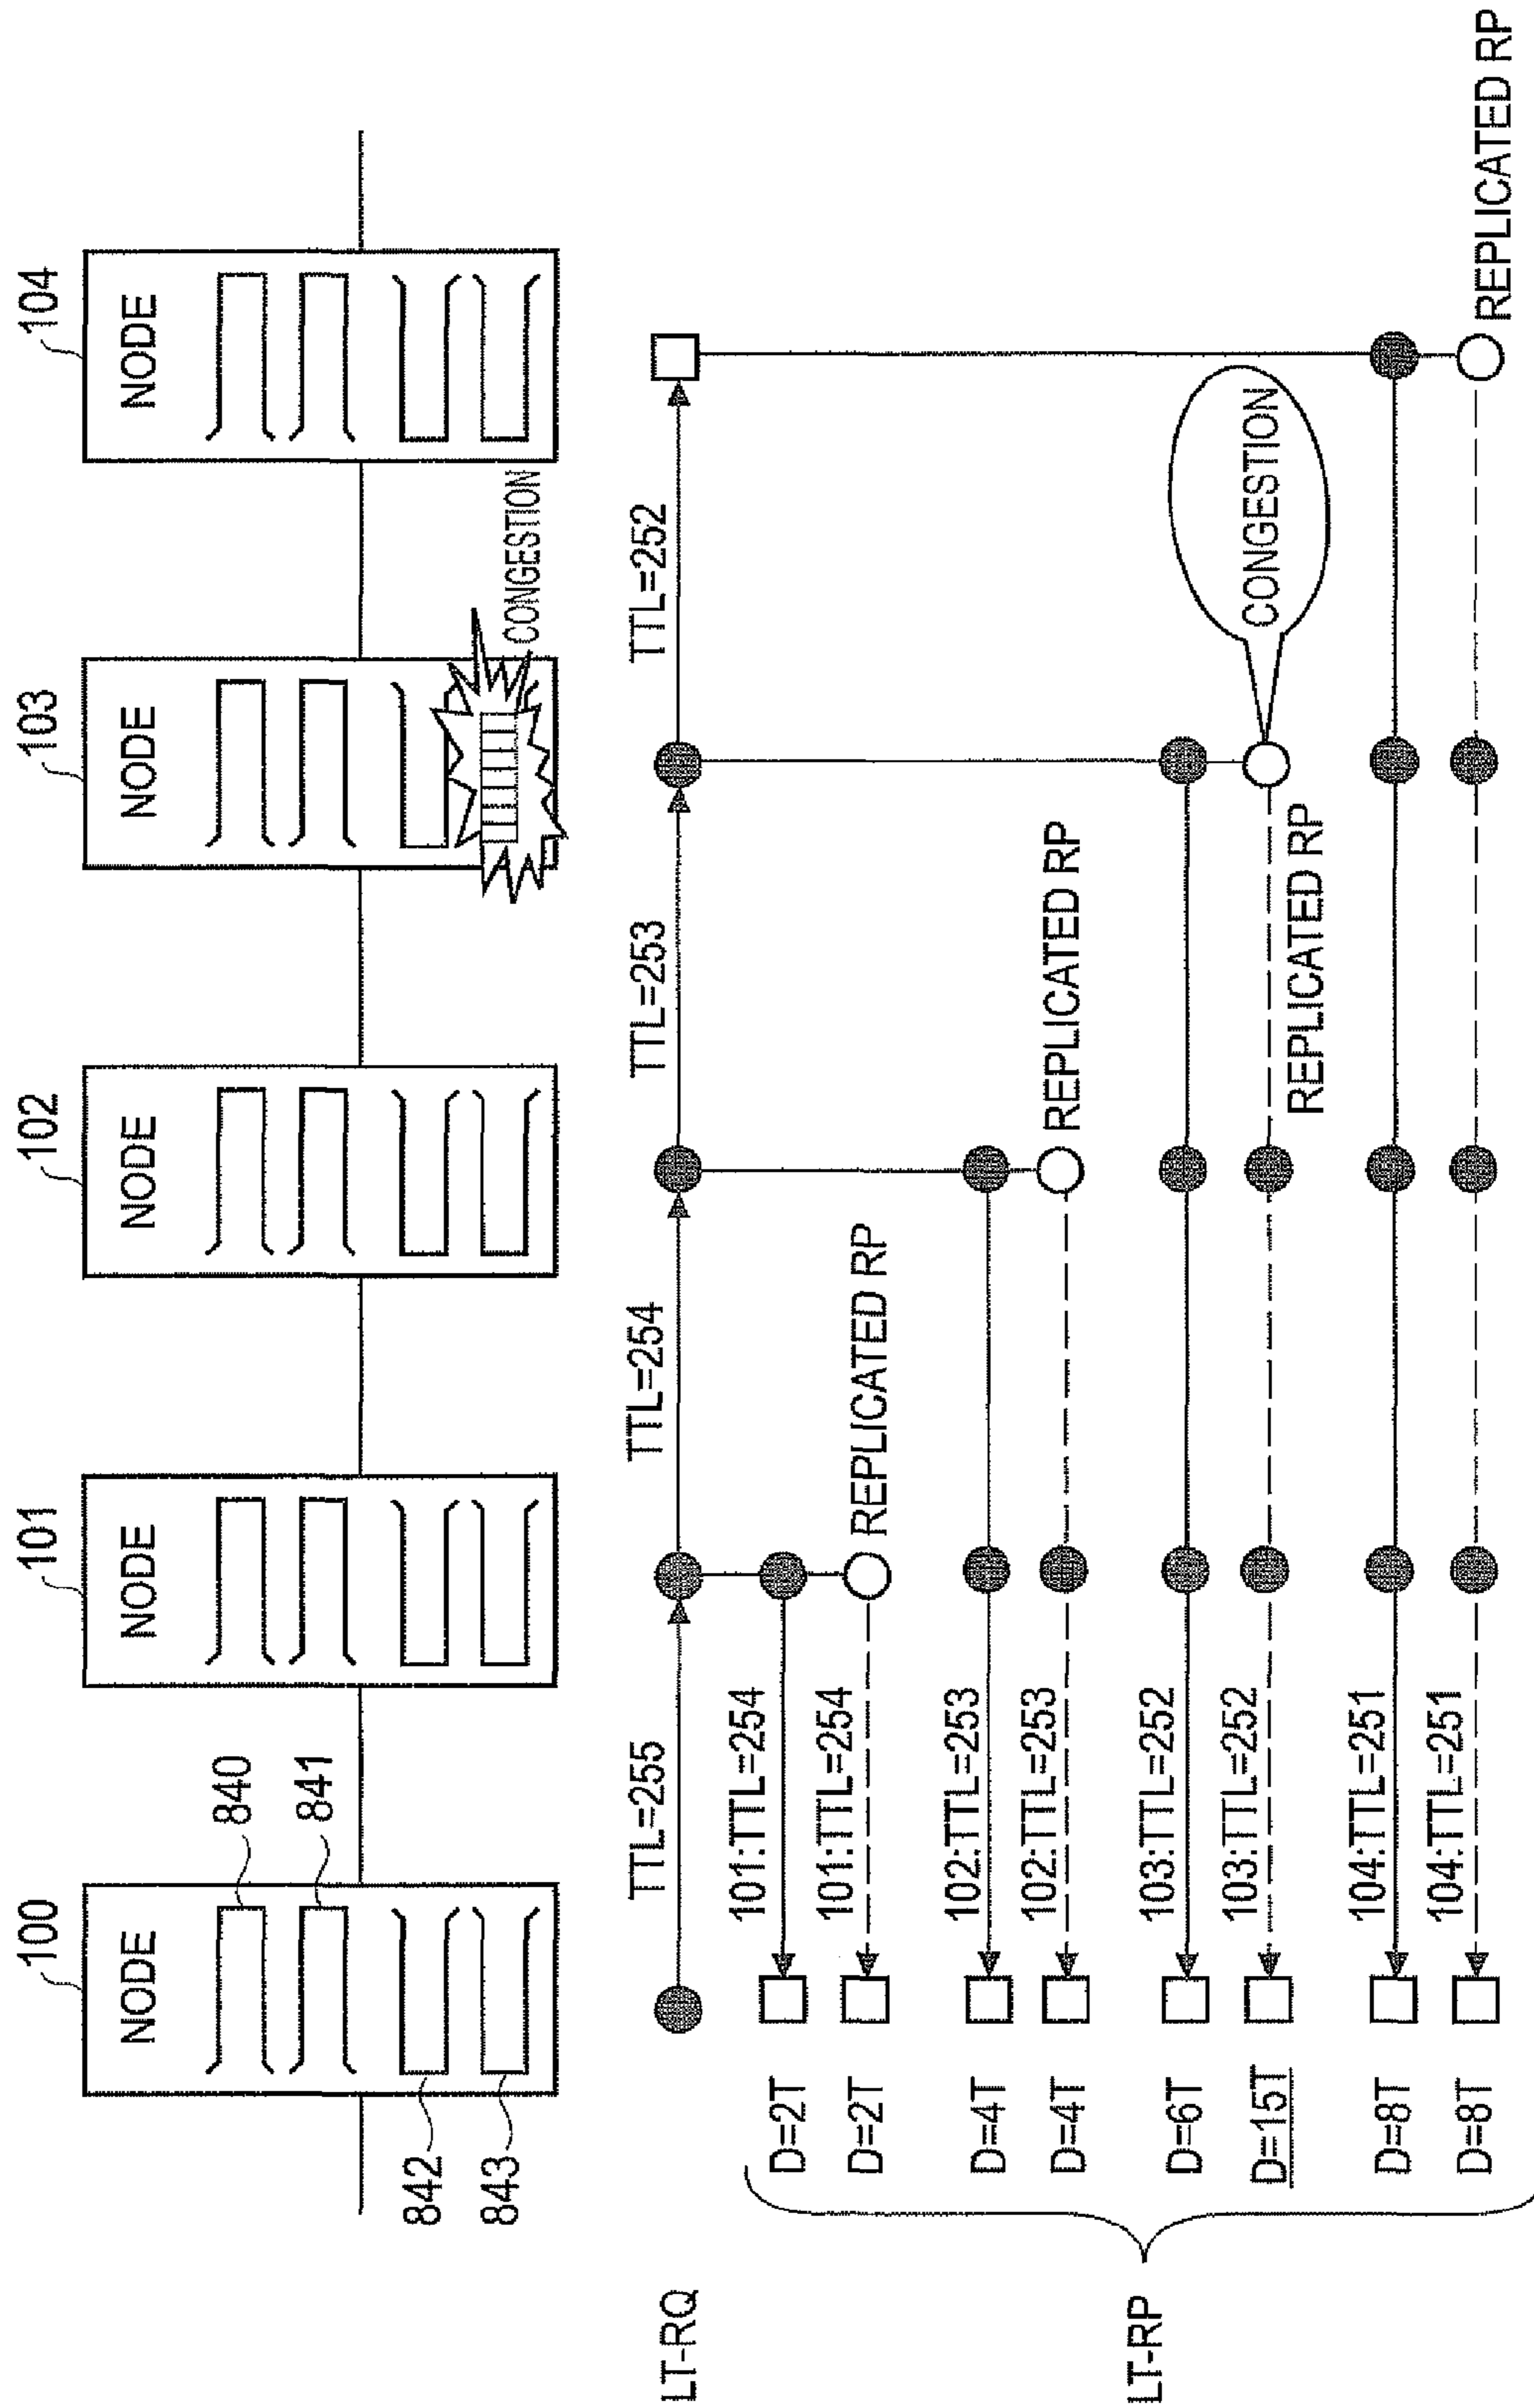 100
101
102
103
104
NODE
NODE
NODE
NODE
NODE
840
841
842
843
CONGESTION
LT-RQ
TTL=255
TTL=254
TTL=253
TTL=252
LT-RP
D=2T
101:TTL=254
D=2T
101:TTL=254
REPLICATED RP
D=4T
102:TTL=253
D=4T
102:TTL=253
REPLICATED RP
D=6T
103:TTL=252
D=15T
103:TTL=252
CONGESTION
REPLICATED RP
D=8T
104:TTL=251
D=8T
104:TTL=251
REPLICATED RP